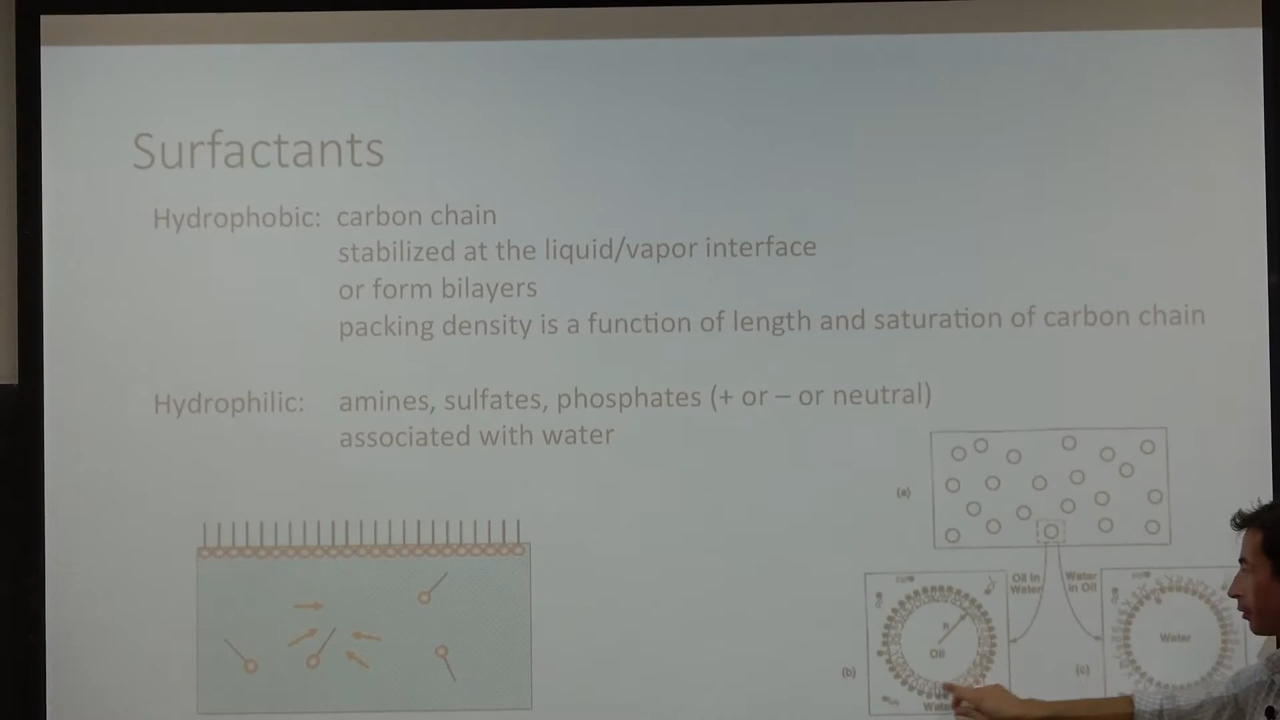 Surfactants
Hydrophobic: carbon chain
stabilized at the liquid/vapor interface
or form bilayers
packing density is a function of length and saturation of carbon chain
Hydrophilic: amines, sulfates, phosphates (+ or – or neutral)
associated with water
(a)
Oil in
Water
Water
in Oil
R
Oil
Water
(b)
Water
(c)